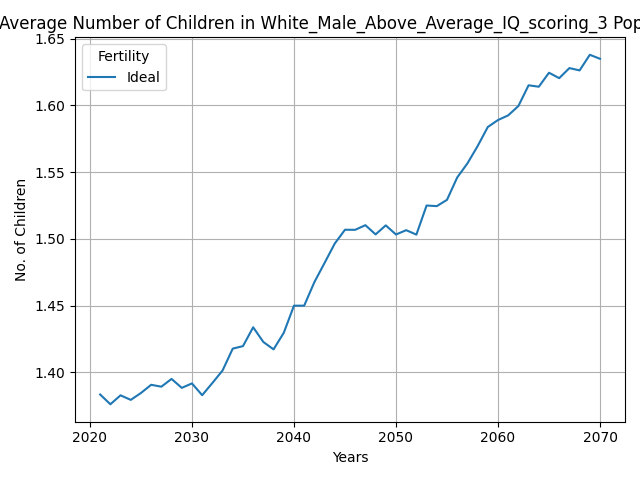 Average Number of Children in White_Male_Above_Average_IQ_scoring_3 Pop
Fertility
Ideal
No. of Children
1.65
1.60
1.55
1.50
1.45
1.40
2020 2030 2040 2050 2060 2070
Years